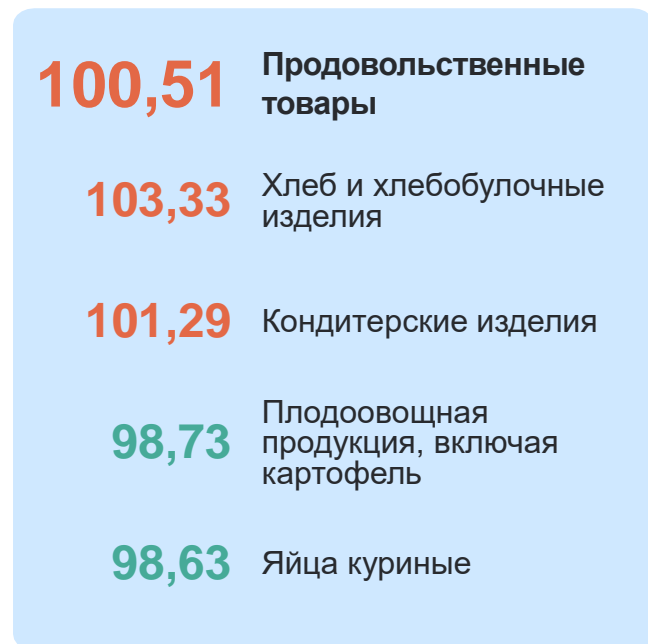 100,51 Продовольственные
товары
103,33 Хлеб и хлебобулочные
изделия
101,29 Кондитерские изделия
98,73 Плодоовощная
продукция, включая
картофель
98,63 Яйца куриные